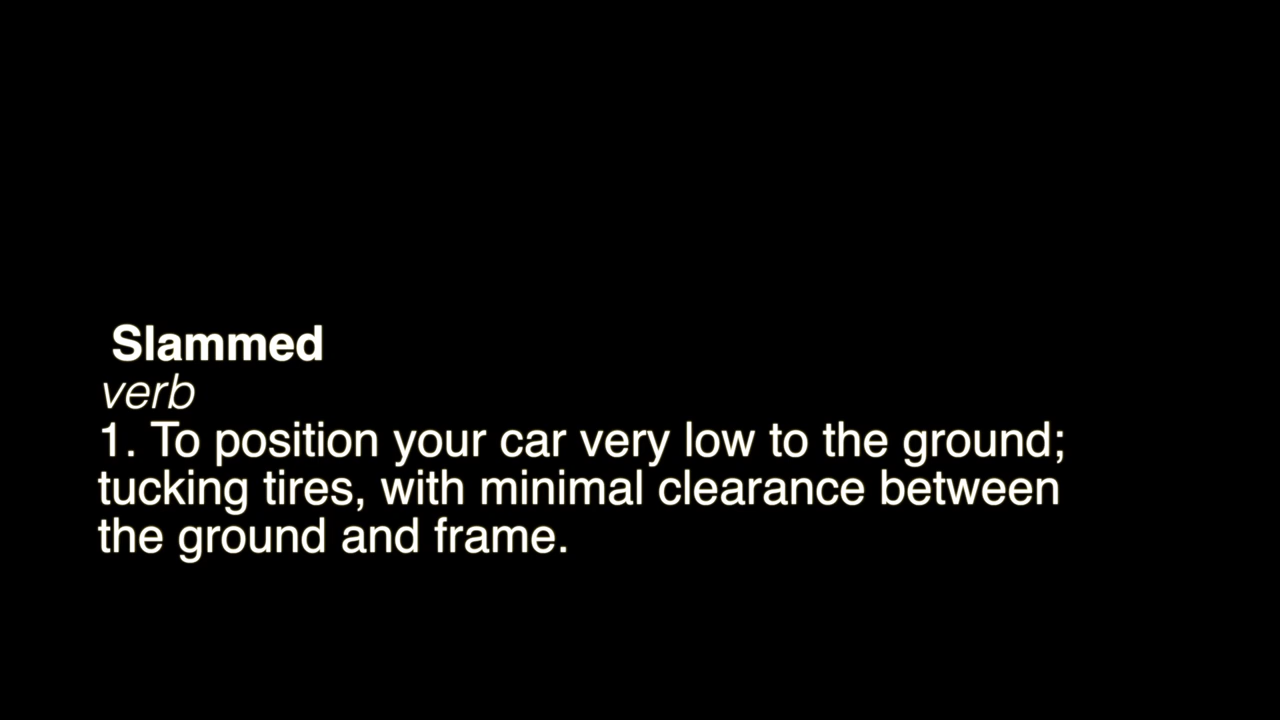 Slammed
verb
1. To position your car very low to the ground;
tucking tires, with minimal clearance between
the ground and frame.